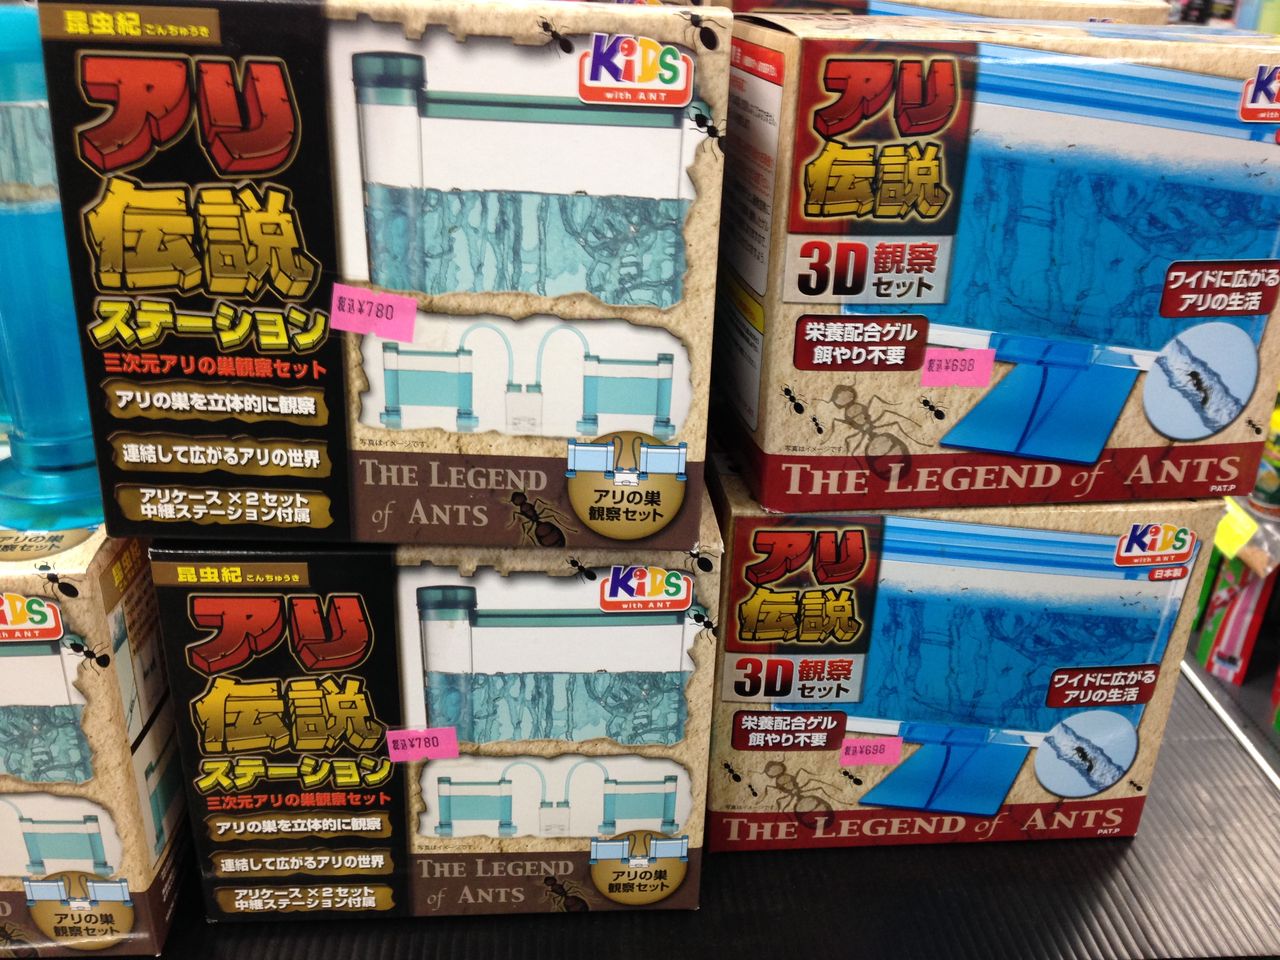 昆虫紀 こんちゅうき
アリ
伝説
ステーション
三次元アリの巣観察セット
アリの巣を立体的に観察
連結して広がるアリの世界
アリケース×2セット
中継ステーション付属
KiDS
with ANT
税込¥780
写真はイメージです。
THE LEGEND
of ANTS
アリの巣
観察セット
アリ
伝説
3D 観察
セット
栄養配合ゲル
餌やり不要
税込¥698
ワイドに広がる
アリの生活
THE LEGEND of ANTS
PAT.P
昆虫紀 こんちゅうき
アリ
伝説
ステーション
三次元アリの巣観察セット
アリの巣を立体的に観察
連結して広がるアリの世界
アリケース×2セット
中継ステーション付属
KiDS
with ANT
税込¥780
写真はイメージです。
THE LEGEND
of ANTS
アリの巣
観察セット
アリ
伝説
3D 観察
セット
栄養配合ゲル
餌やり不要
税込¥698
KiDS
with ANT
日本製
ワイドに広がる
アリの生活
THE LEGEND of ANTS
PAT.P
アリの巣
観察セット